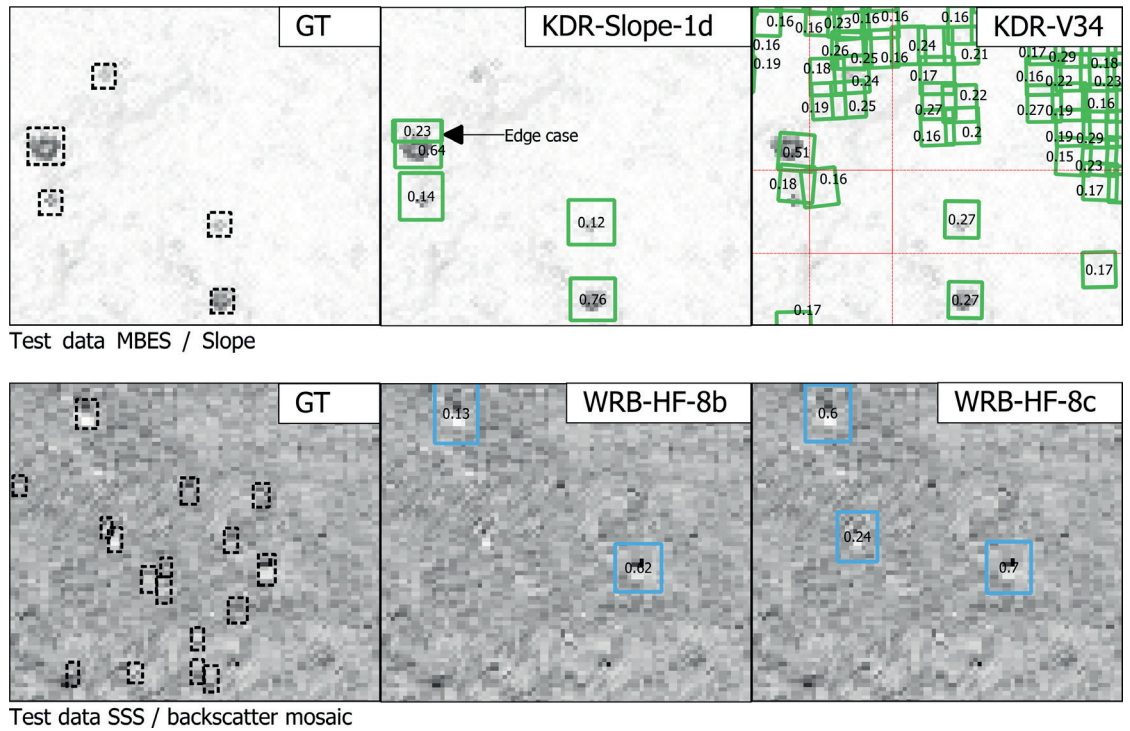 GT
KDR-Slope-1d
KDR-V34
0.23
Edge case
0.64
0.14
0.12
0.76
0.16 0.16 0.23 0.16 0.16 0.16
0.16 0.26 0.25 0.16 0.24 0.21 0.17 0.29
0.19 0.18 0.24 0.17 0.16 0.22 0.18 0.23
0.19 0.25 0.27 0.22 0.27 0.19 0.16
0.16 0.2 0.19 0.29
0.51 0.15 0.23
0.18 0.16 0.17
0.27
0.17
0.27
0.17
Test data MBES / Slope
GT
WRB-HF-8b
WRB-HF-8c
0.13
0.62
0.6
0.24
0.7
Test data SSS / backscatter mosaic